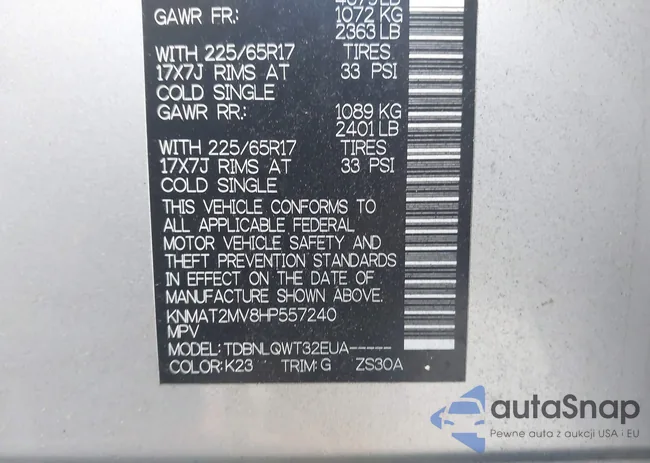 GAWR FR: 1072 KG
2363 LB
WITH 225/65R17 TIRES
17X7J RIMS AT 33 PSI
COLD SINGLE
GAWR RR.: 1089 KG
2401 LB
WITH 225/65R17 TIRES
17X7J RIMS AT 33 PSI
COLD SINGLE
THIS VEHICLE CONFORMS TO
ALL APPLICABLE FEDERAL
MOTOR VEHICLE SAFETY AND
THEFT PREVENTION STANDARDS
IN EFFECT ON THE DATE OF
MANUFACTURE SHOWN ABOVE.
KNMAT2MV8HP557240
MPV
MODEL: TDBNLQWT32EUA-----
COLOR: K23 TRIM: G ZS30A
autaSnap
Pewne auta z aukcji USA i EU